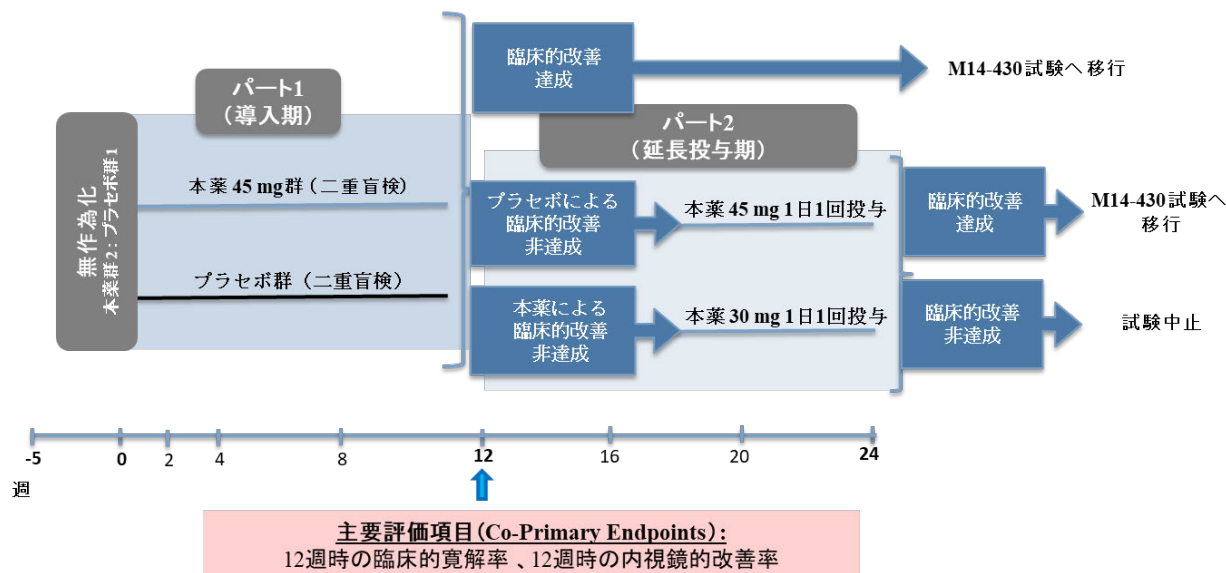 臨床的改善
達成
M14-430試験へ移行
パート1
（導入期）
パート2
（延長投与期）
無作為化
本薬群2：プラセボ群1
本薬 45 mg群（二重盲検）
プラセボ群（二重盲検）
プラセボによる
臨床的改善
非達成
本薬 45 mg 1日1回投与
臨床的改善
達成
M14-430試験へ
移行
本薬による
臨床的改善
非達成
本薬 30 mg 1日1回投与
臨床的改善
非達成
試験中止
-5 0 2 4 8 12 16 20 24
週
主要評価項目(Co-Primary Endpoints):
12週時の臨床的寛解率、12週時の内視鏡的改善率